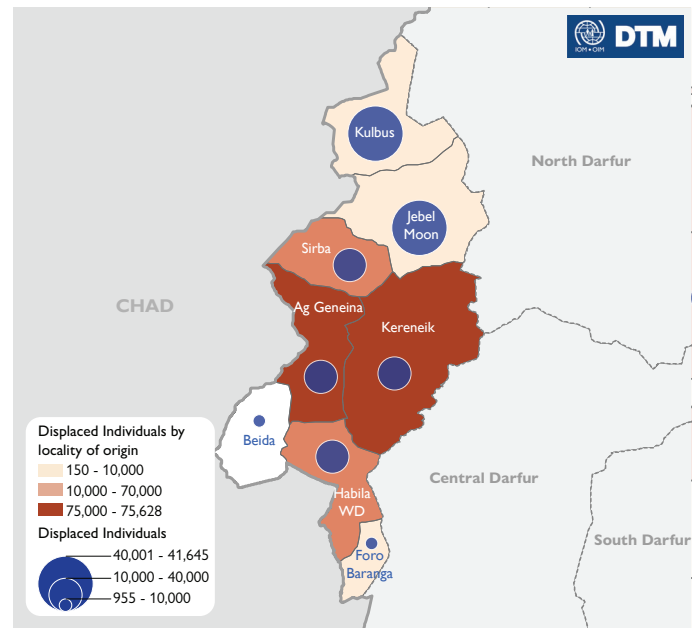 IOM • OIM
DTM
Kulbus
North Darfur
Jebel
Moon
Sirba
CHAD
Ag Geneina
Kereneik
Beida
Habila
WD
Central Darfur
South Darfur
Foro
Baranga
Displaced Individuals by
locality of origin
150 - 10,000
10,000 - 70,000
75,000 - 75,628
Displaced Individuals
40,001 - 41,645
10,000 - 40,000
955 - 10,000